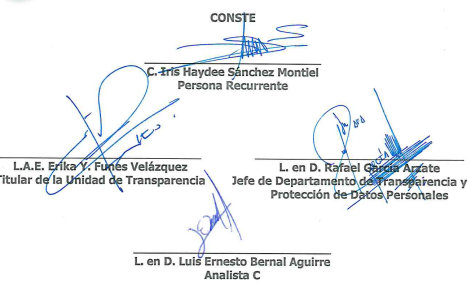 CONSTE
C. Iris Haydee Sánchez Montiel
Persona Recurrente
L.A.E. Erika Y. Funes Velázquez
Titular de la Unidad de Transparencia
L. en D. Rafael García Arzate
Jefe de Departamento de Transparencia y
Protección de Datos Personales
L. en D. Luis Ernesto Bernal Aguirre
Analista C